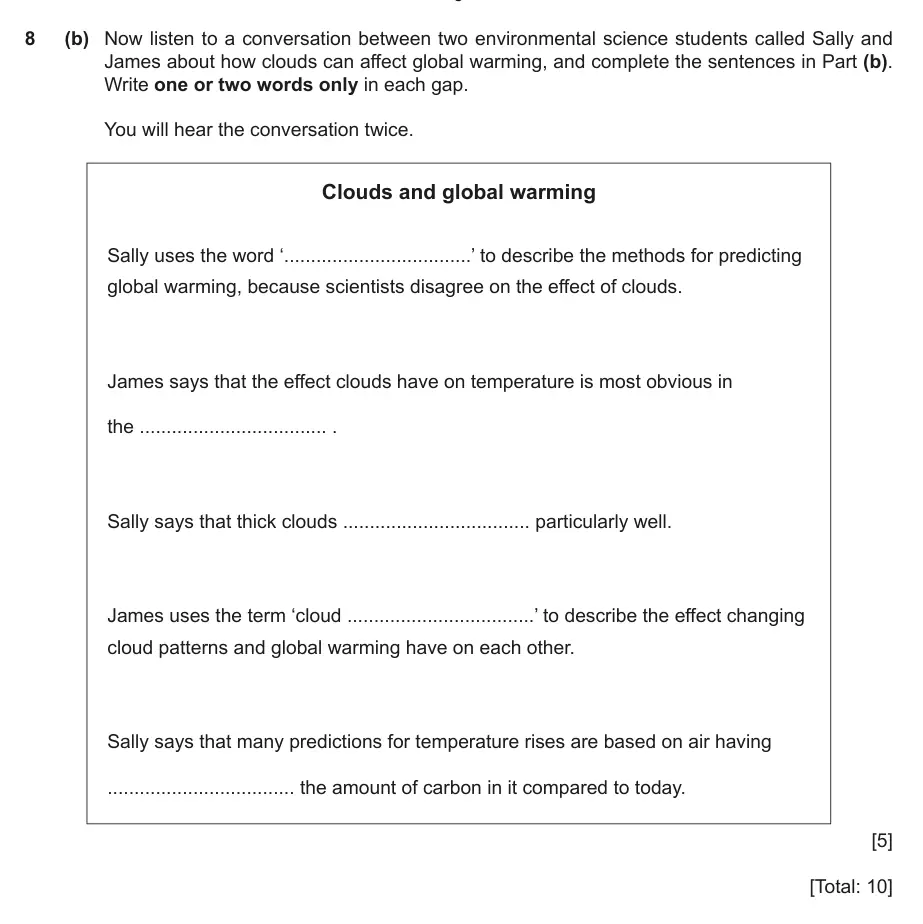 8 (b) Now listen to a conversation between two environmental science students called Sally and
James about how clouds can affect global warming, and complete the sentences in Part (b).
Write one or two words only in each gap.
You will hear the conversation twice.
Clouds and global warming
Sally uses the word ‘...................................’ to describe the methods for predicting
global warming, because scientists disagree on the effect of clouds.
James says that the effect clouds have on temperature is most obvious in
the ................................... .
Sally says that thick clouds ................................... particularly well.
James uses the term ‘cloud ...................................’ to describe the effect changing
cloud patterns and global warming have on each other.
Sally says that many predictions for temperature rises are based on air having
................................... the amount of carbon in it compared to today.
[5]
[Total: 10]